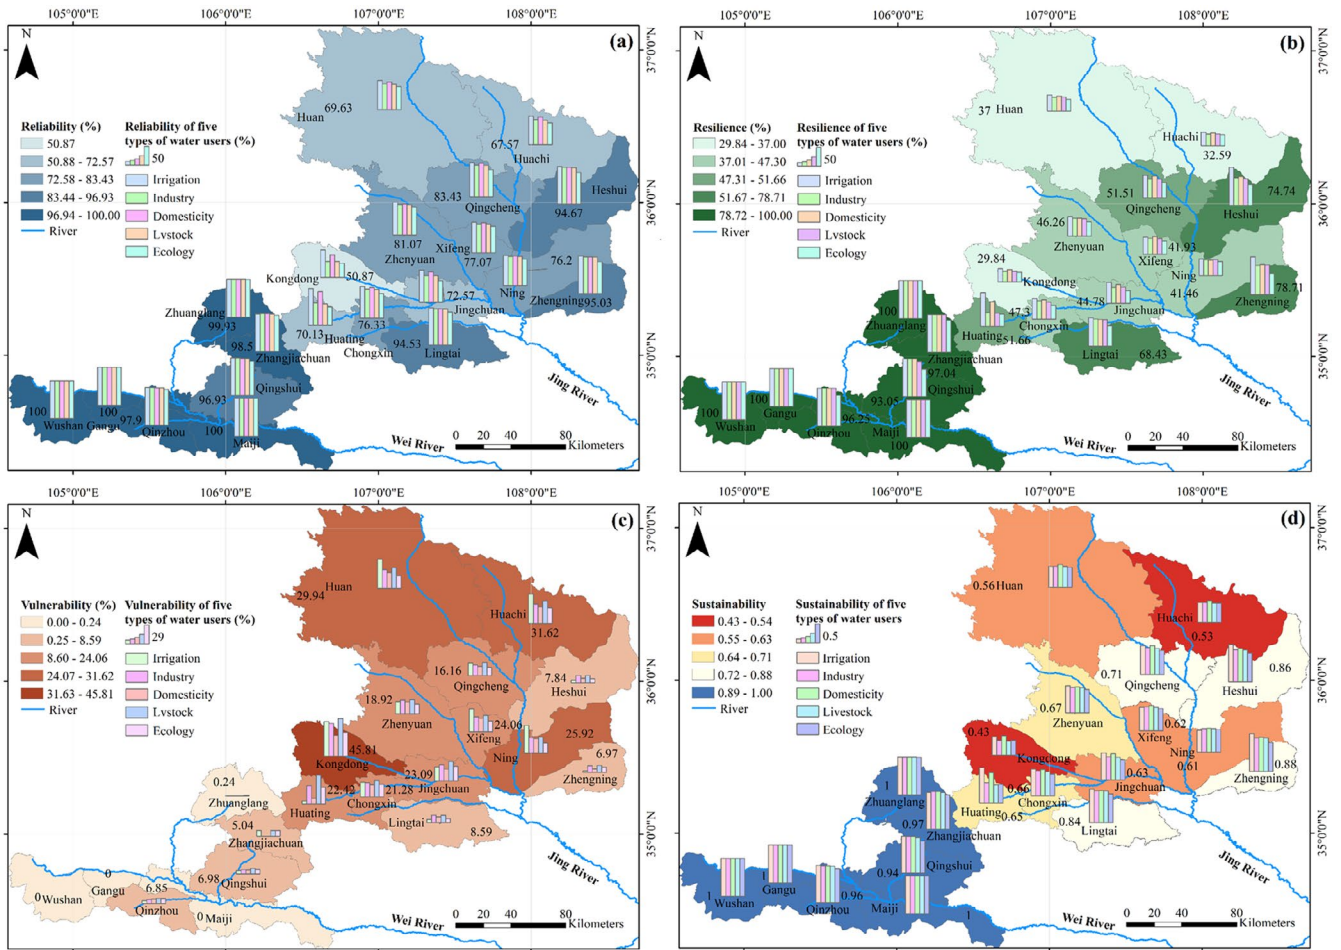 105°0'0"E 106°0'0"E 107°0'0"E 108°0'0"E
N
(a)
37°0'0"N
36°0'0"N
35°0'0"N
Reliability (%)
50.87
50.88 - 72.57
72.58 - 83.43
83.44 - 96.93
96.94 - 100.00
River
Reliability of five
types of water users (%)
50
Irrigation
Industry
Domesticity
Lvstock
Ecology
Huan 69.63
67.57
Huachi
Heshui
94.67
83.43
Qingcheng
81.07
Zhenyuan
Xifeng
77.07
76.2
Ning
Zhengning 95.03
Kongdong 50.87
72.57
Jingchuan
Zhuanglang
99.93
98.5
Zhangjiachuan
70.13
Huating
76.33
Chongxin
94.53
Lingtai
Qingshui
96.93
100
Wushan
100
Gangu
97.9
Qinzhou
100
Maiji
Jing River
Wei River
0 20 40 80
Kilometers
105°0'0"E 106°0'0"E 107°0'0"E 108°0'0"E
N
(b)
37°0'0"N
36°0'0"N
35°0'0"N
Resilience (%)
29.84 - 37.00
37.01 - 47.30
47.31 - 51.66
51.67 - 78.71
78.72 - 100.00
River
Resilience of five
types of water users (%)
50
Irrigation
Industry
Domesticity
Lvstock
Ecology
37 Huan
Huachi
32.59
74.74
Heshui
51.51
Qingcheng
46.26
Zhenyuan
41.93
Xifeng
Ning
41.46
78.71
Zhengning
29.84
Kongdong
44.78
Jingchuan
100
Zhuanglang
Zhangjiachuan
97.04
Huating
51.66
47.3
Chongxin
Lingtai
68.43
Qingshui
93.05
100
Wushan
100
Gangu
96.25
Qinzhou
Maiji
100
Jing River
Wei River
0 20 40 80
Kilometers
105°0'0"E 106°0'0"E 107°0'0"E 108°0'0"E
N
(c)
37°0'0"N
36°0'0"N
35°0'0"N
Vulnerability (%)
0.00 - 0.24
0.25 - 8.59
8.60 - 24.06
24.07 - 31.62
31.63 - 45.81
River
Vulnerability of five
types of water users (%)
29
Irrigation
Industry
Domesticity
Lvstock
Ecology
Huan
29.94
Huachi
31.62
16.16
Qingcheng
7.84
Heshui
18.92
Zhenyuan
Xifeng
24.06
25.92
Ning
6.97
Zhengning
45.81
Kongdong
23.09
Jingchuan
22.42
Huating
21.28
Chongxin
Lingtai
8.59
0.24
Zhuanglang
5.04
Zhangjiachuan
6.98
Qingshui
0
Wushan
0
Gangu
6.85
Qinzhou
0
Maiji
Jing River
Wei River
0 20 40 80
Kilometers
105°0'0"E 106°0'0"E 107°0'0"E 108°0'0"E
N
(d)
37°0'0"N
36°0'0"N
35°0'0"N
Sustainability
0.43 - 0.54
0.55 - 0.63
0.64 - 0.71
0.72 - 0.88
0.89 - 1.00
River
Sustainability of five
types of water users
0.5
Irrigation
Industry
Domesticity
Livestock
Ecology
0.56 Huan
Huachi
0.53
0.71
Qingcheng
0.86
Heshui
0.67
Zhenyuan
0.62
Xifeng
Ning
0.61
Zhengning
0.88
0.43
Kongcong
0.63
Jingchuan
0.66
Huating
0.65
Chongxin
0.84
Lingtai
1
Zhuanglang
0.97
Zhangjiachuan
Qingshui
0.94
1
Wushan
1
Gangu
0.96
Qinzhou
Maiji
1
Jing River
Wei River
0 20 40 80
Kilometers